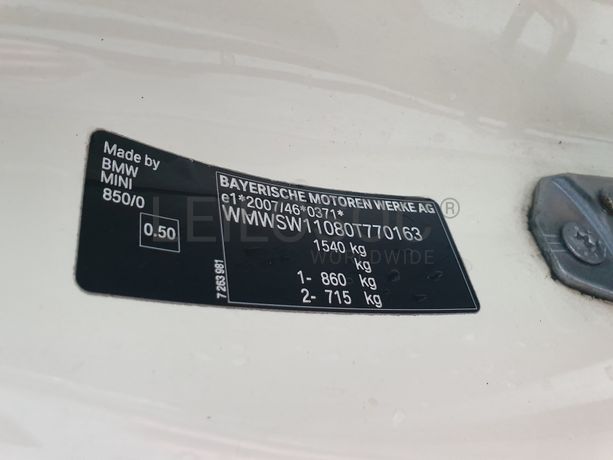 Made by
BMW
MINI
850/0
0.50
7 263 981
BAYERISCHE MOTOREN WERKE AG
e1*2007/46*0371*
WMWSW11080T770163
1540 kg
kg
1- 860 kg
2- 715 kg
LEILOSOC®
WORLDWIDE